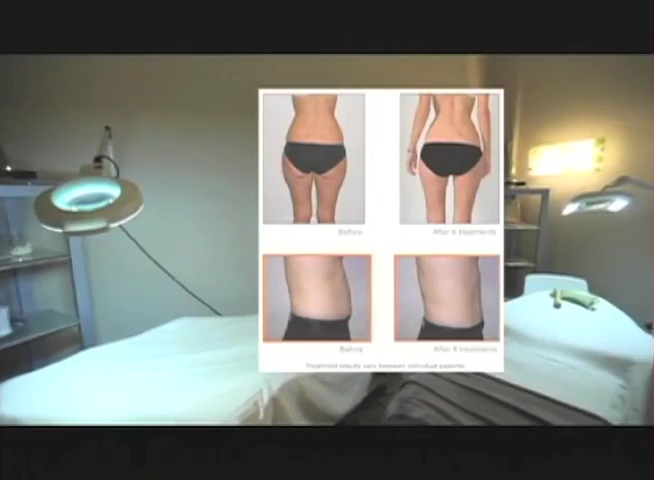 Before
After 6 treatments
Before
After 8 treatments
Treatment results vary between individual patients